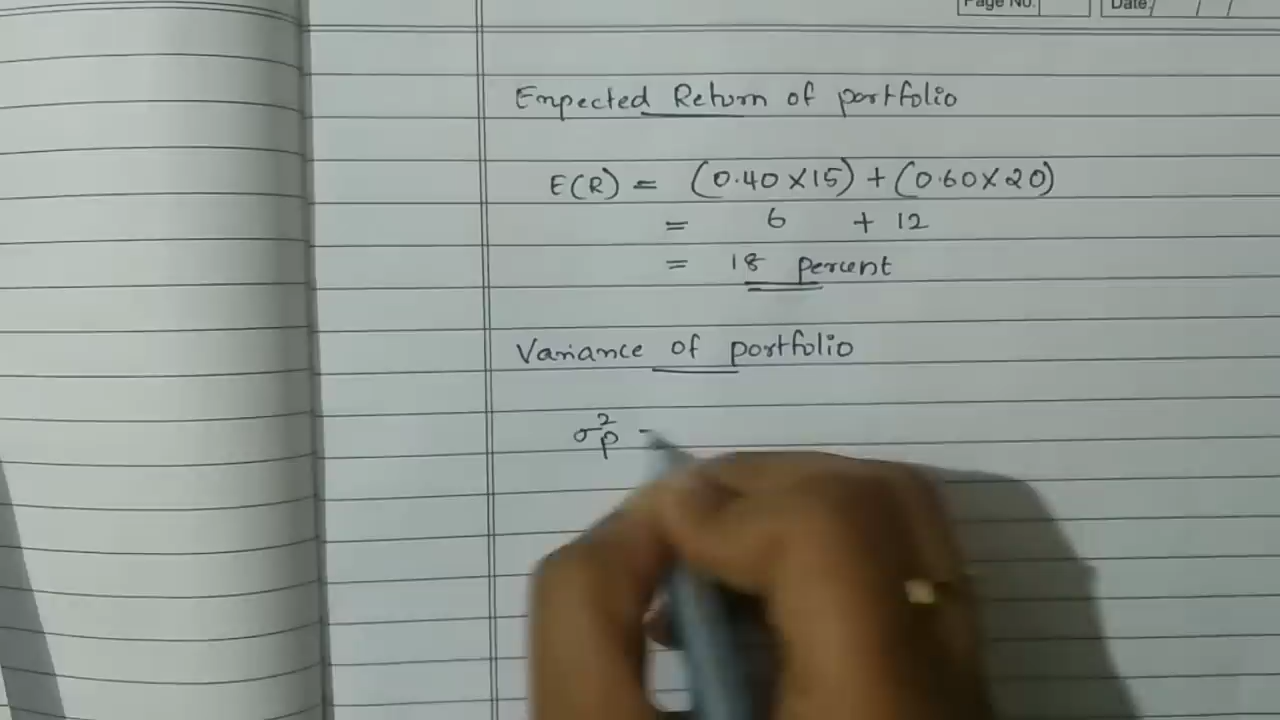 Page No. Date / / /
Expected Return of portfolio
E(R) = (0.40 X 15) + (0.60 X 20)
= 6 + 12
= 18 percent
Variance of portfolio
σ²p -